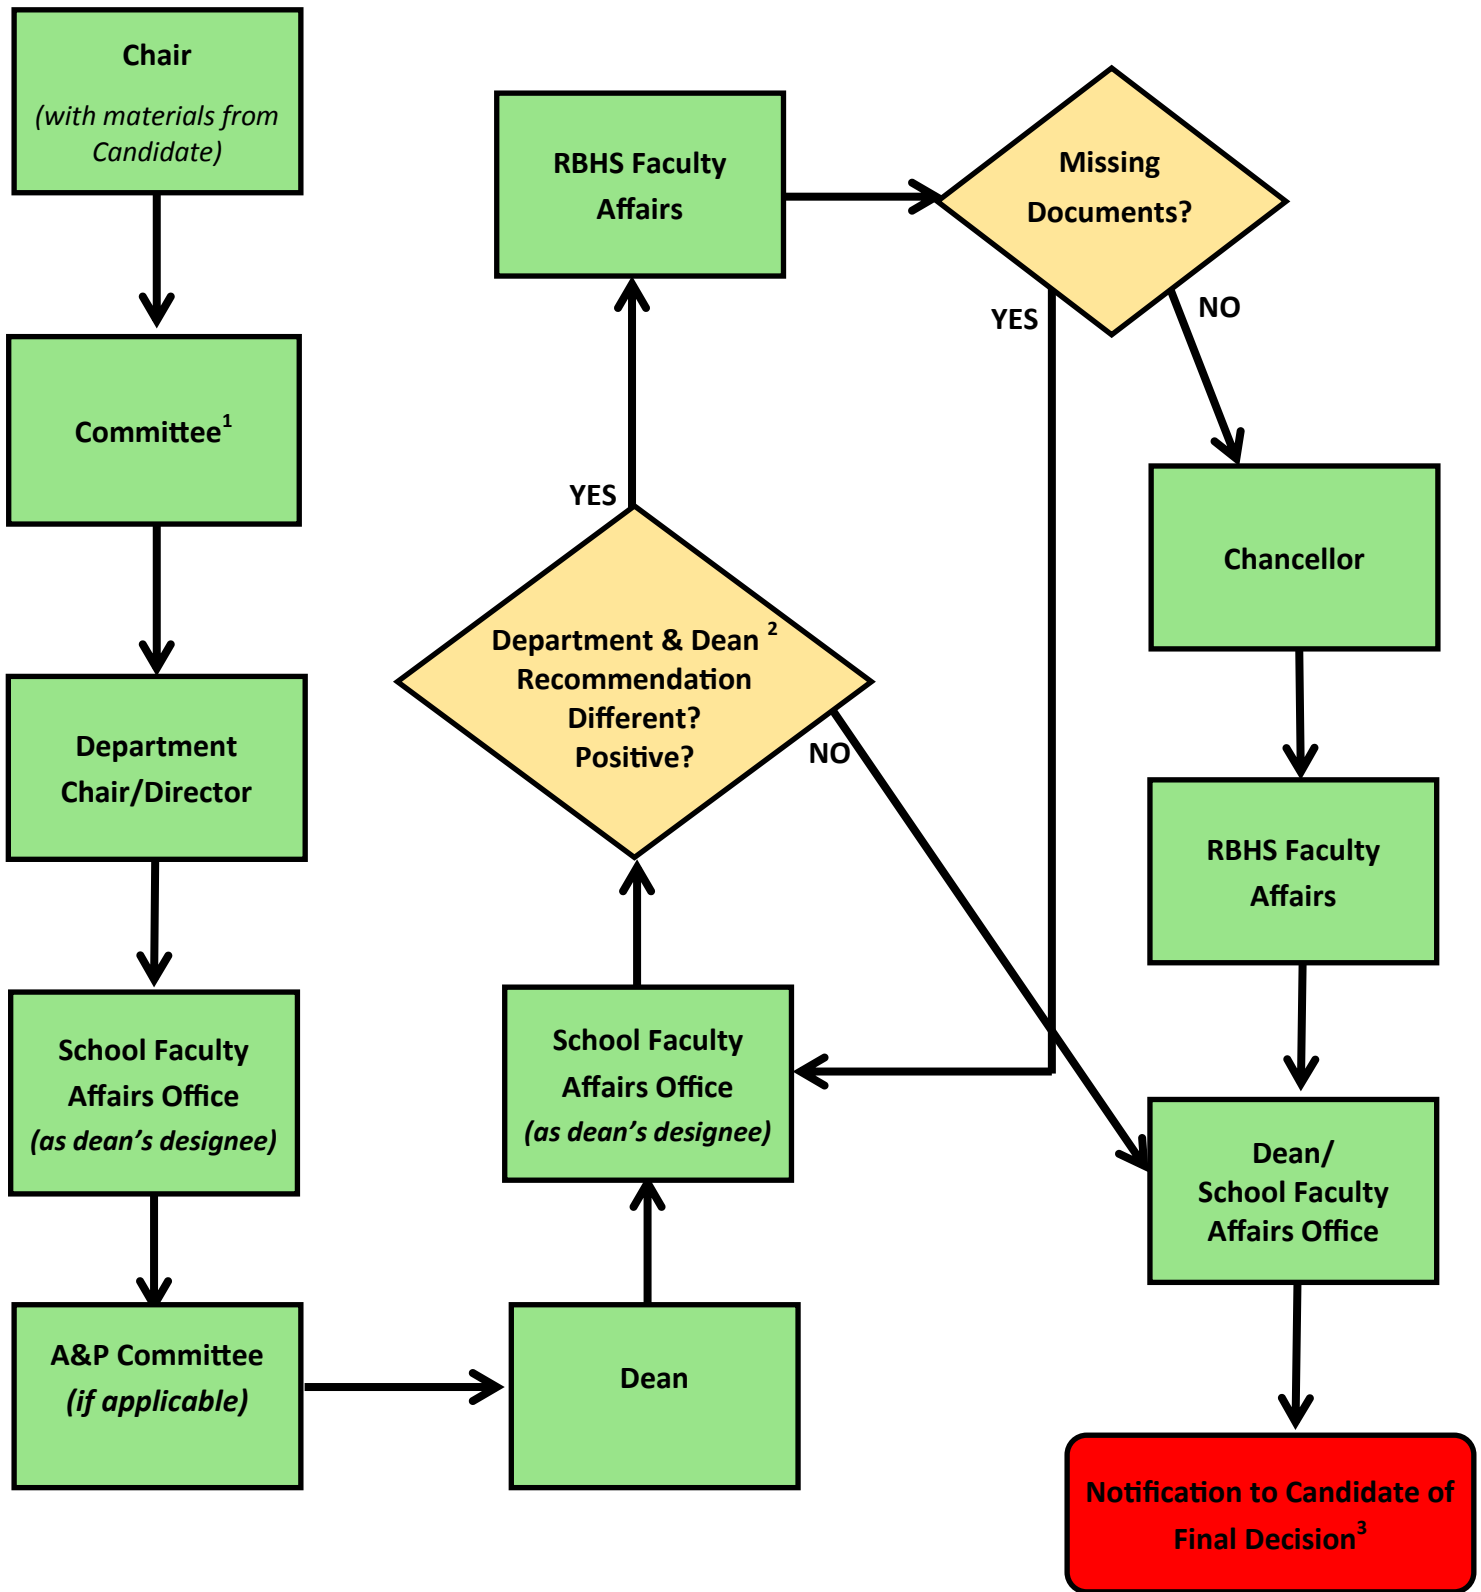 Chair
(with materials from
Candidate)
Committee1
Department
Chair/Director
School Faculty
Affairs Office
(as dean’s designee)
A&P Committee
(if applicable)
Dean
School Faculty
Affairs Office
(as dean’s designee)
Department & Dean 2
Recommendation
Different?
Positive?
YES
NO
RBHS Faculty
Affairs
Missing
Documents?
YES
NO
Chancellor
RBHS Faculty
Affairs
Dean/
School Faculty
Affairs Office
Notification to Candidate of
Final Decision3